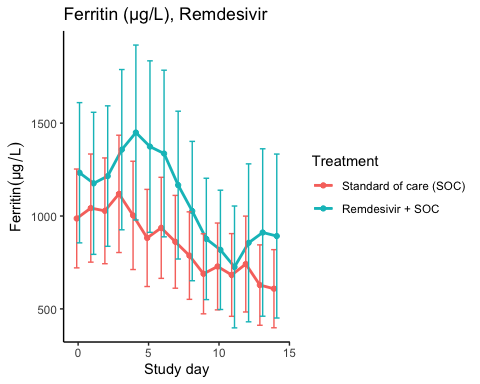 Ferritin (µg/L), Remdesivir
Ferritin(µg/L)
1500
1000
500
0
5
10
15
Study day
Treatment
Standard of care (SOC)
Remdesivir + SOC